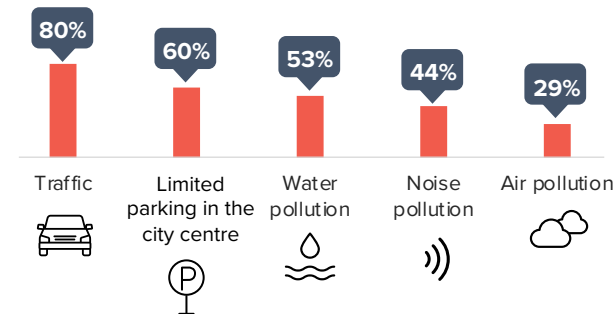 80%
60%
53%
44%
29%
Traffic
Limited
parking in the
city centre
Water
pollution
Noise
pollution
Air pollution
P